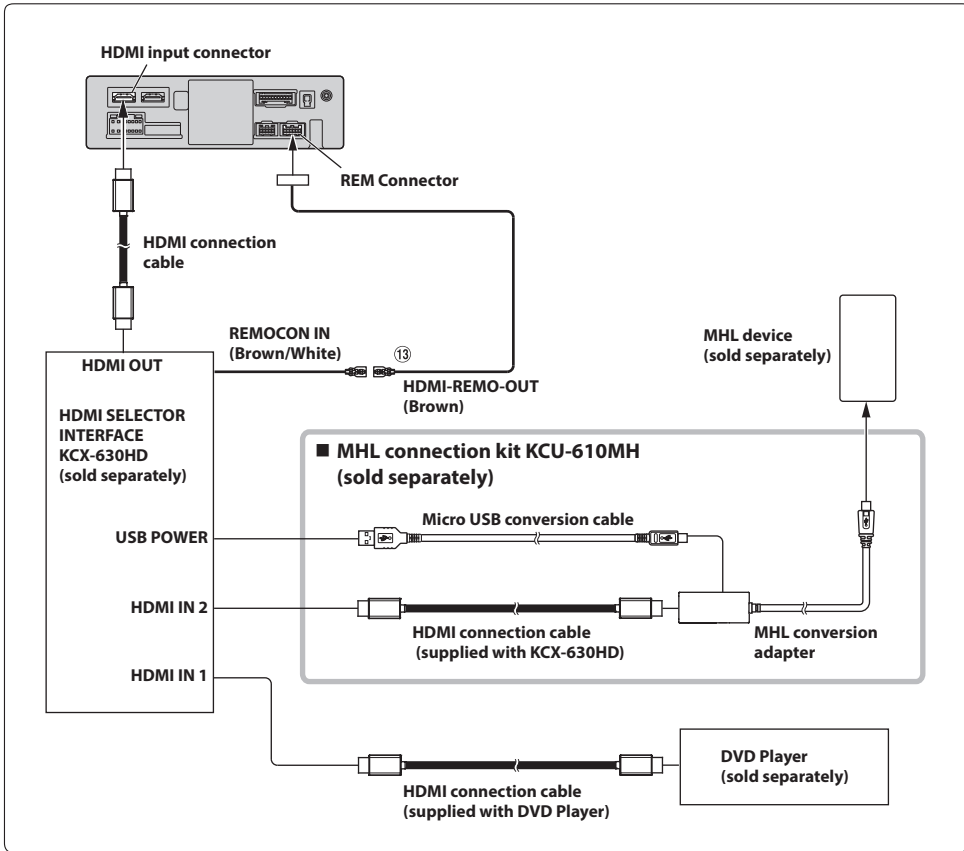 HDMI input connector
REM Connector
HDMI connection
cable
REMOCON IN
(Brown/White)
⑬
HDMI-REMO-OUT
(Brown)
MHL device
(sold separately)
HDMI OUT
HDMI SELECTOR
INTERFACE
KCX-630HD
(sold separately)
■ MHL connection kit KCU-610MH
(sold separately)
USB POWER
Micro USB conversion cable
HDMI IN 2
HDMI connection cable
(supplied with KCX-630HD)
MHL conversion
adapter
HDMI IN 1
DVD Player
(sold separately)
HDMI connection cable
(supplied with DVD Player)